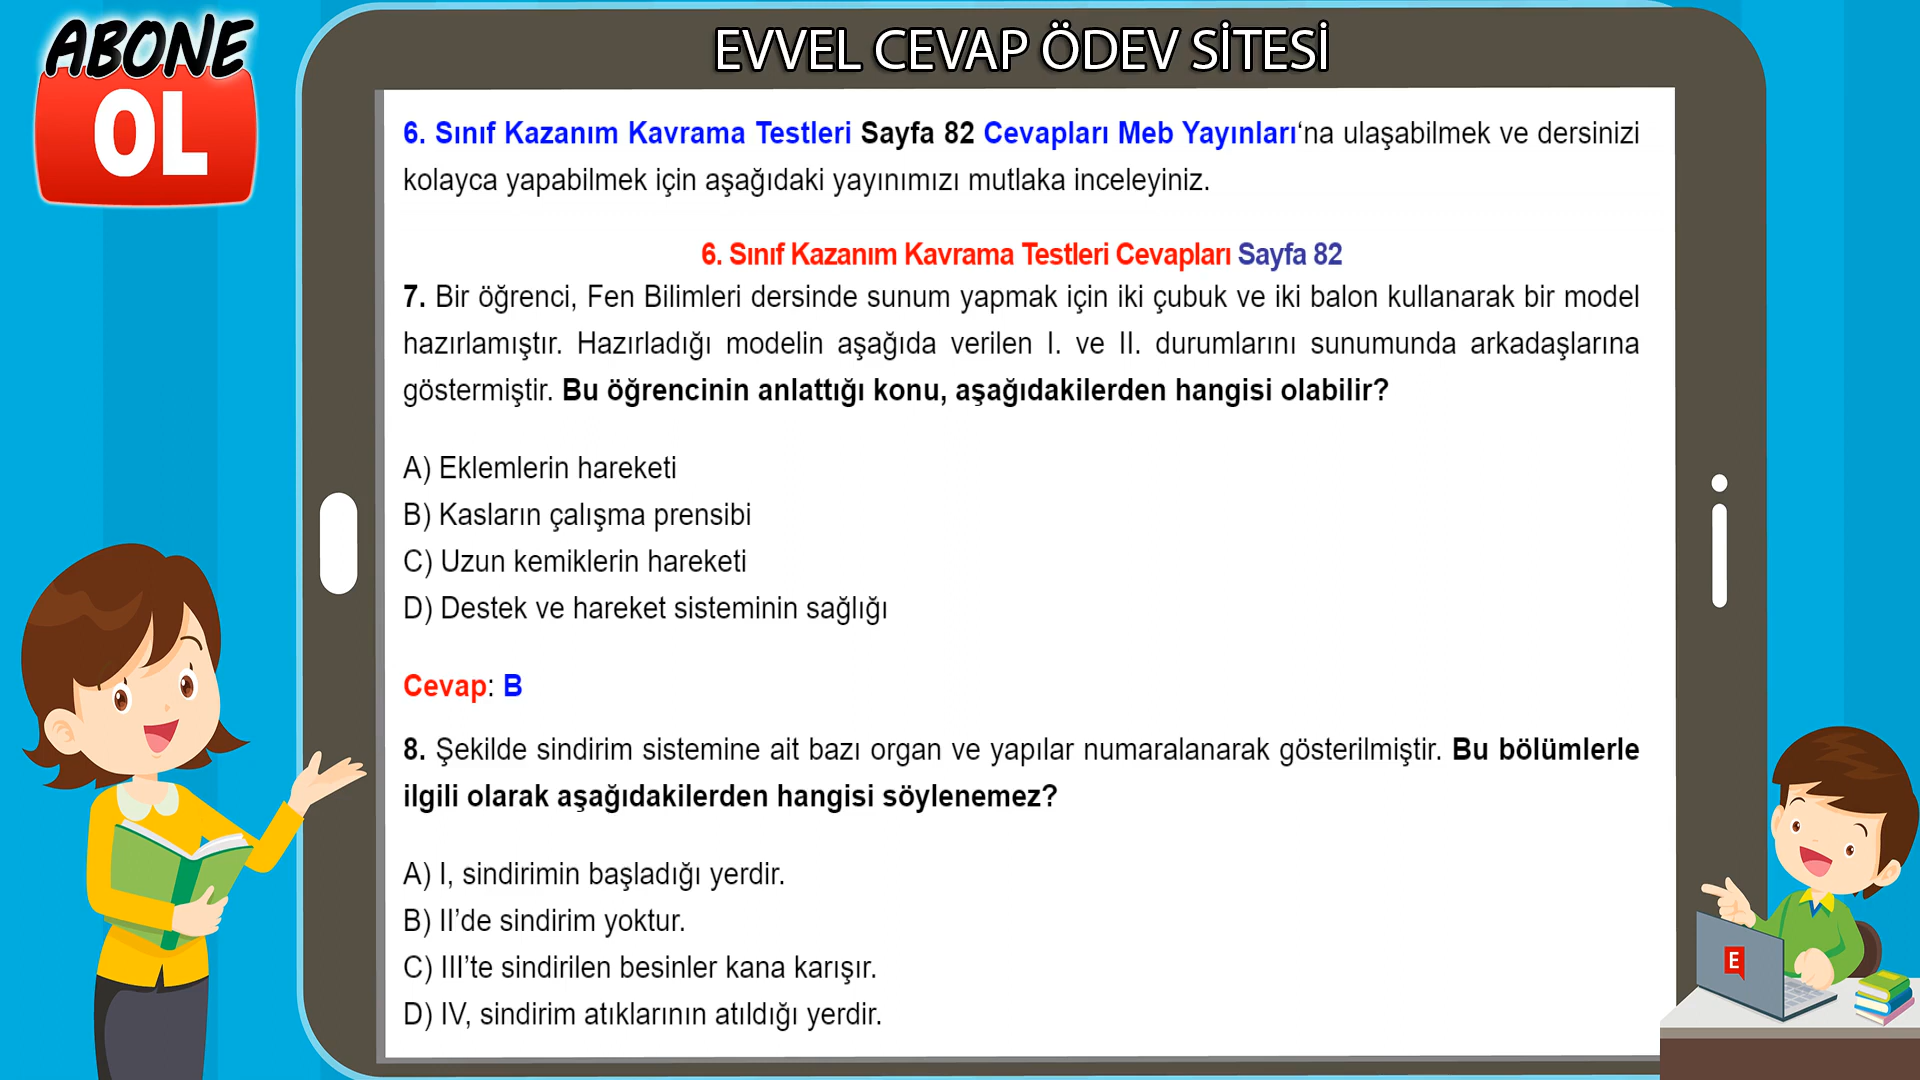 ABONE
OL
EVVEL CEVAP ÖDEV SİTESİ
6. Sınıf Kazanım Kavrama Testleri Sayfa 82 Cevapları Meb Yayınları‘na ulaşabilmek ve dersinizi
kolayca yapabilmek için aşağıdaki yayınımızı mutlaka inceleyiniz.
6. Sınıf Kazanım Kavrama Testleri Cevapları Sayfa 82
7. Bir öğrenci, Fen Bilimleri dersinde sunum yapmak için iki çubuk ve iki balon kullanarak bir model
hazırlamıştır. Hazırladığı modelin aşağıda verilen I. ve II. durumlarını sunumunda arkadaşlarına
göstermiştir. Bu öğrencinin anlattığı konu, aşağıdakilerden hangisi olabilir?
A) Eklemlerin hareketi
B) Kasların çalışma prensibi
C) Uzun kemiklerin hareketi
D) Destek ve hareket sisteminin sağlığı
Cevap: B
8. Şekilde sindirim sistemine ait bazı organ ve yapılar numaralanarak gösterilmiştir. Bu bölümlerle
ilgili olarak aşağıdakilerden hangisi söylenemez?
A) I, sindirimin başladığı yerdir.
B) II’de sindirim yoktur.
C) III’te sindirilen besinler kana karışır.
D) IV, sindirim atıklarının atıldığı yerdir.
E